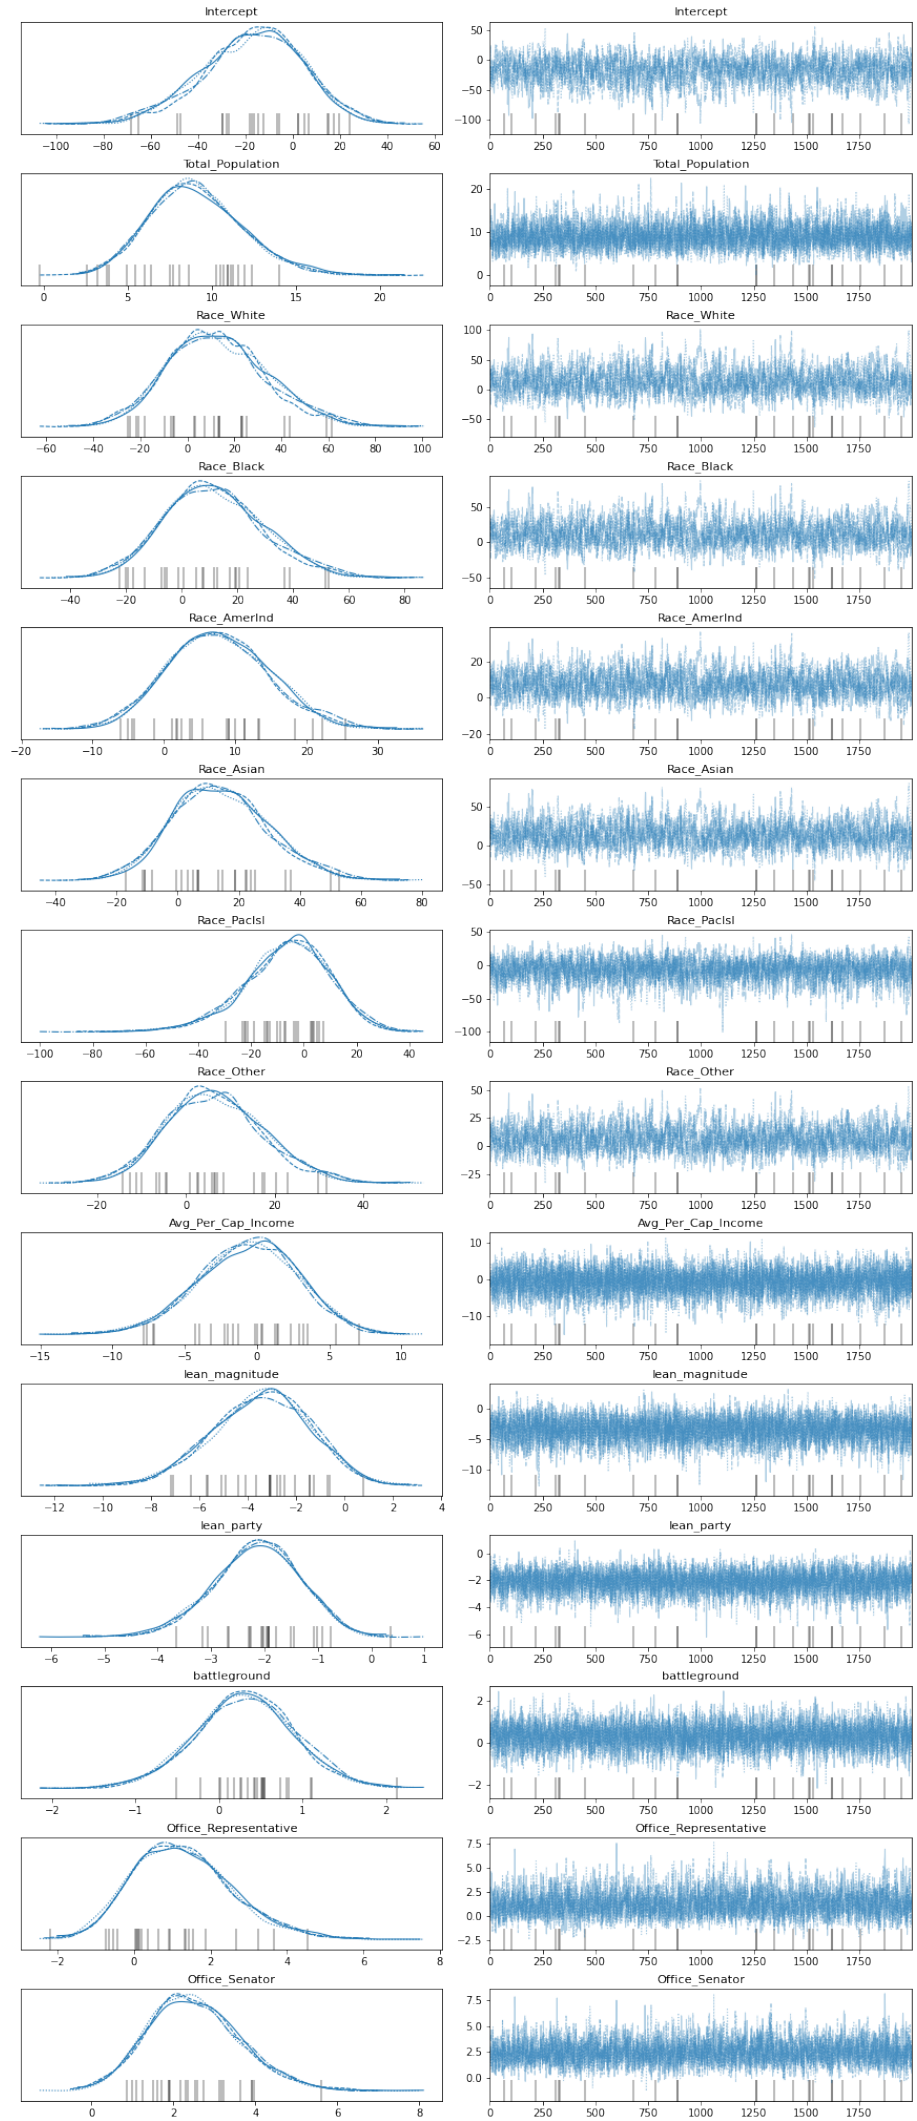 Intercept Intercept
50
0
−50
−100
−100 −80 −60 −40 −20 0 20 40 60 0 250 500 750 1000 1250 1500 1750
Total_Population Total_Population
20
10
0
0 5 10 15 20 0 250 500 750 1000 1250 1500 1750
Race_White Race_White
100
50
0
−50
−60 −40 −20 0 20 40 60 80 100 0 250 500 750 1000 1250 1500 1750
Race_Black Race_Black
50
0
−50
−40 −20 0 20 40 60 80 0 250 500 750 1000 1250 1500 1750
Race_AmerInd Race_AmerInd
20
0
−20
−20 −10 0 10 20 30 0 250 500 750 1000 1250 1500 1750
Race_Asian Race_Asian
50
0
−50
−40 −20 0 20 40 60 80 0 250 500 750 1000 1250 1500 1750
Race_PacIsl Race_PacIsl
50
0
−50
−100
−100 −80 −60 −40 −20 0 20 40 0 250 500 750 1000 1250 1500 1750
Race_Other Race_Other
50
25
0
−25
−20 0 20 40 0 250 500 750 1000 1250 1500 1750
Avg_Per_Cap_Income Avg_Per_Cap_Income
10
0
−10
−15 −10 −5 0 5 10 0 250 500 750 1000 1250 1500 1750
lean_magnitude lean_magnitude
0
−5
−10
−12 −10 −8 −6 −4 −2 0 2 4 0 250 500 750 1000 1250 1500 1750
lean_party lean_party
0
−2
−4
−6
−6 −5 −4 −3 −2 −1 0 1 0 250 500 750 1000 1250 1500 1750
battleground battleground
2
0
−2
−2 −1 0 1 2 0 250 500 750 1000 1250 1500 1750
Office_Representative Office_Representative
7.5
5.0
2.5
0.0
−2.5
−2 0 2 4 6 8 0 250 500 750 1000 1250 1500 1750
Office_Senator Office_Senator
7.5
5.0
2.5
0.0
0 2 4 6 8 0 250 500 750 1000 1250 1500 1750